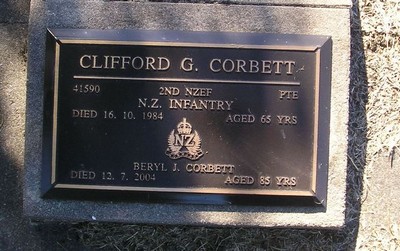 CLIFFORD G. CORBETT
41590 2ND NZEF PTE
N.Z. INFANTRY
DIED 16. 10. 1984 AGED 65 YRS
NZ
BERYL J. CORBETT
DIED 12. 7. 2004 AGED 85 YRS